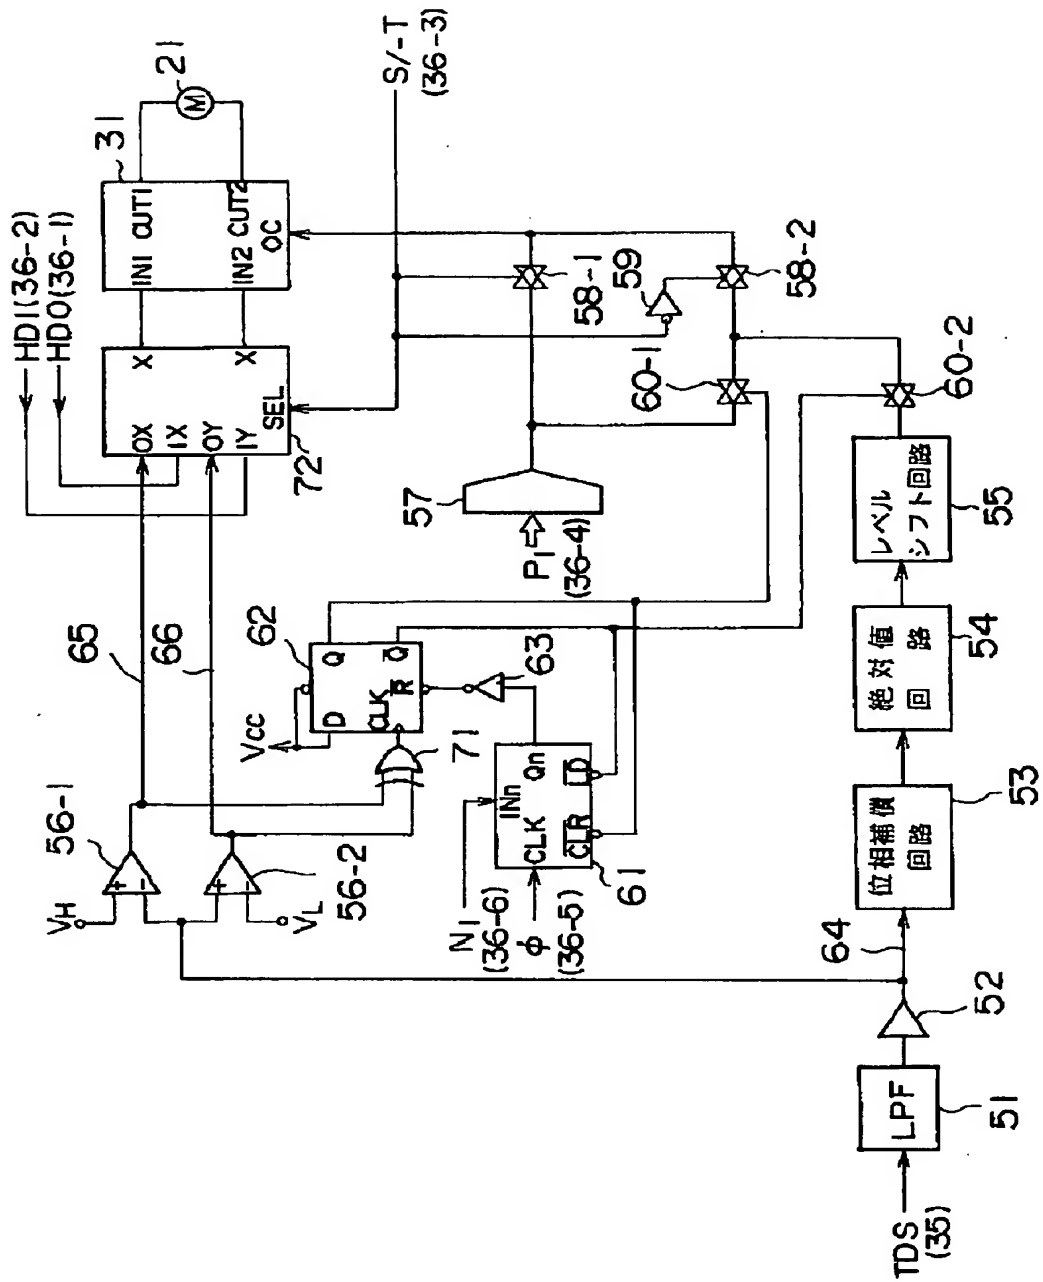 HD1(36-2)
HD0(36-1)
S/-T
(36-3)
21
M
31
IN1
OUT1
IN2
OUT2
OC
X
X
0X
1X
0Y
1Y
SEL
72
65
66
56-1
VH
+
-
56-2
VL
+
-
VCC
62
D
Q
CLK
R
Q
63
71
INn
Qn
CLK
CLR
LD
61
N1
(36-6)
φ
(36-5)
57
P1
(36-4)
58-1
59
58-2
60-1
60-2
TDS
(35)
LPF
51
52
64
位相補償
回路
53
絶対値
回路
54
レベル
シフト回路
55